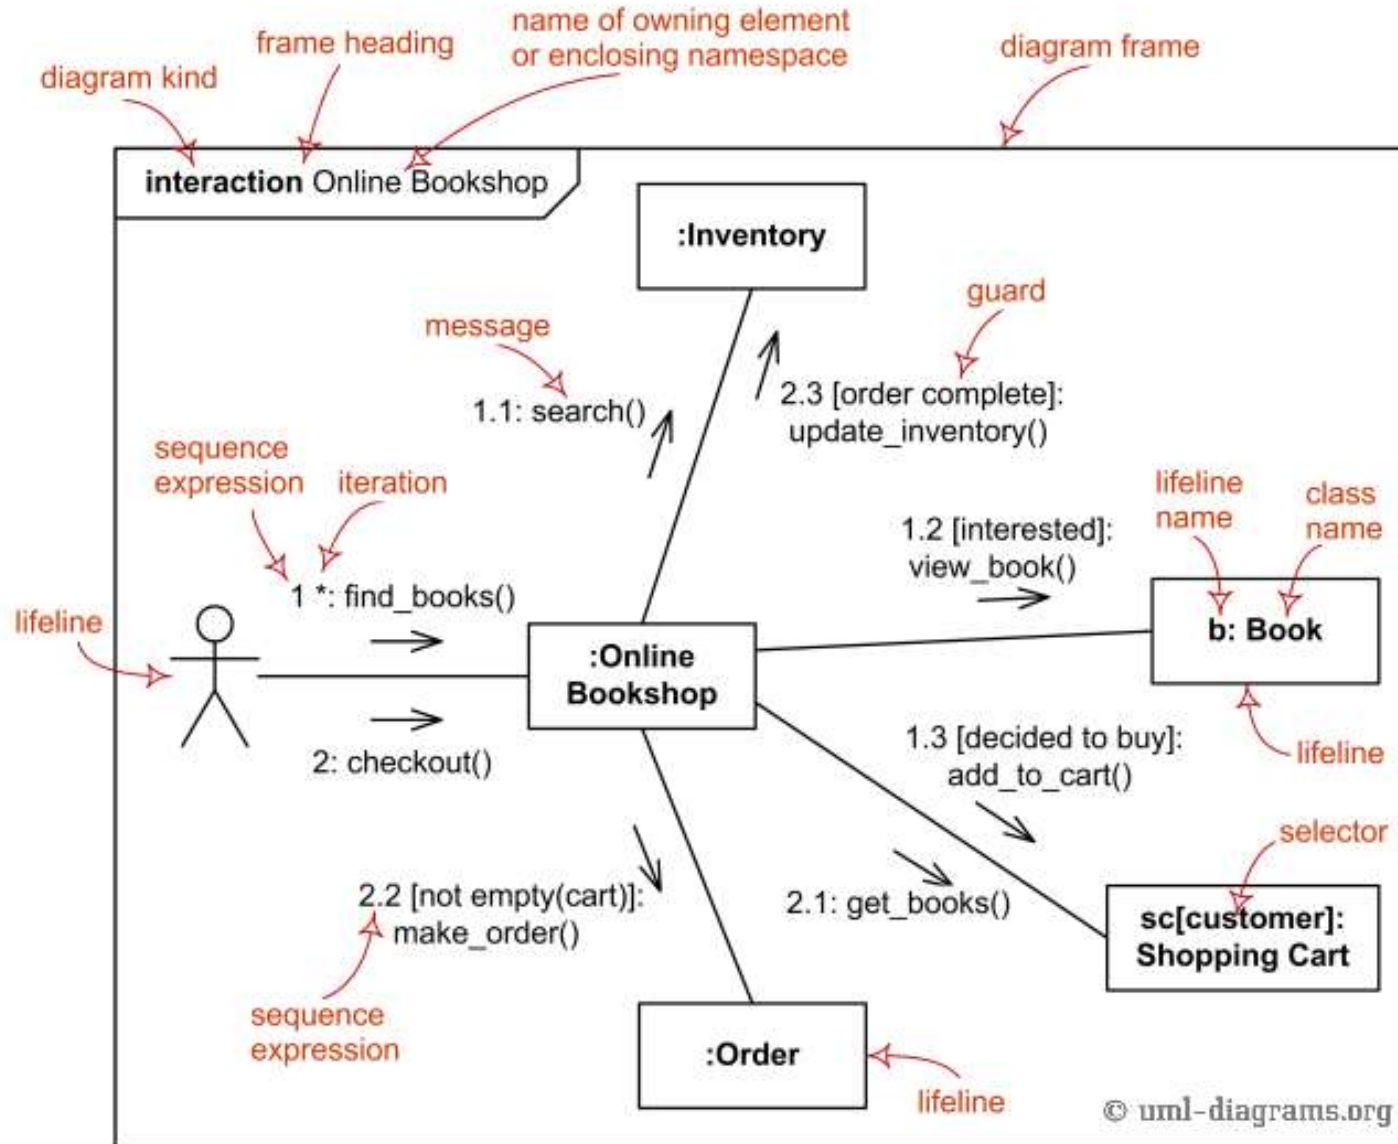 name of owning element
or enclosing namespace
frame heading
diagram frame
diagram kind
interaction Online Bookshop
:Inventory
guard
message
2.3 [order complete]:
update_inventory()
1.1: search()
sequence
expression
iteration
lifeline
name
class
name
1.2 [interested]:
view_book()
1 *: find_books()
lifeline
b: Book
:Online
Bookshop
1.3 [decided to buy]:
add_to_cart()
lifeline
2: checkout()
selector
2.2 [not empty(cart)]:
make_order()
2.1: get_books()
sc[customer]:
Shopping Cart
sequence
expression
:Order
lifeline
© uml-diagrams.org